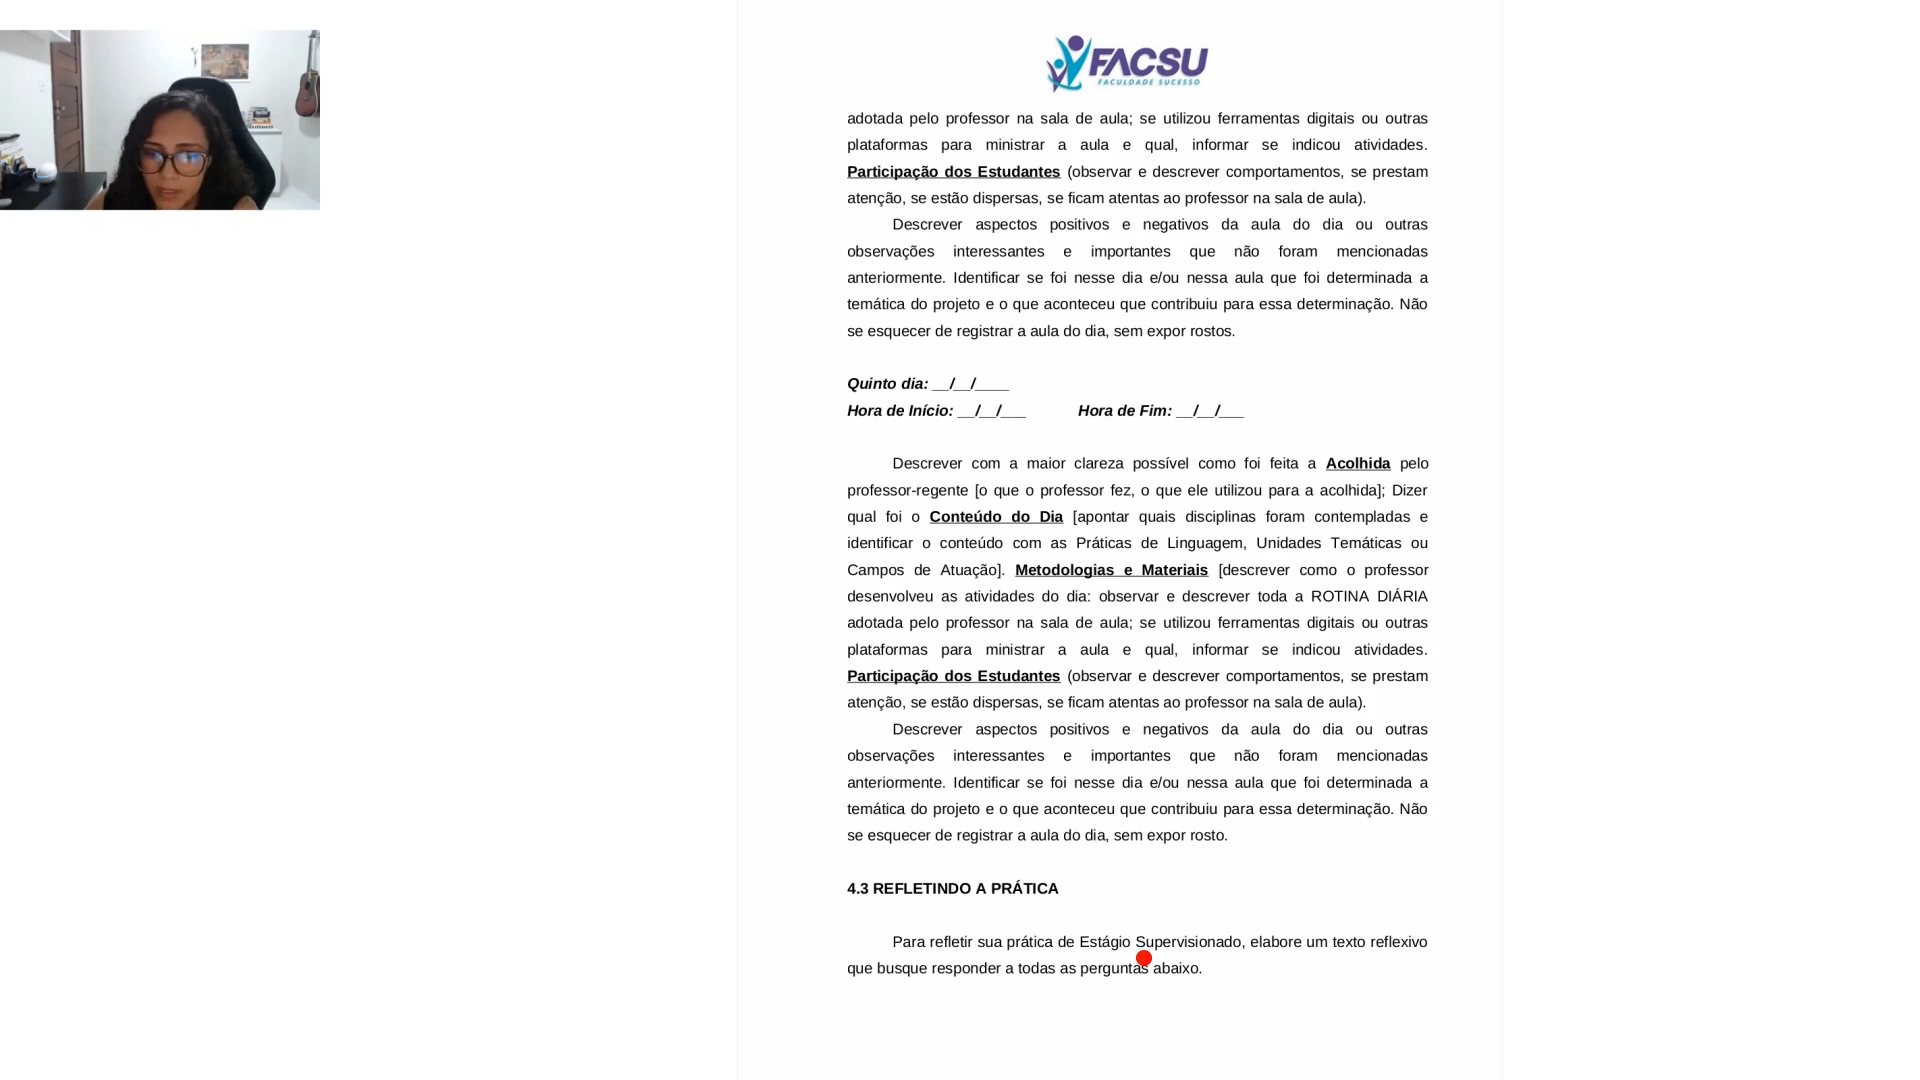 FACSU
FACULDADE SUCESSO
adotada pelo professor na sala de aula; se utilizou ferramentas digitais ou outras
plataformas para ministrar a aula e qual, informar se indicou atividades.
Participação dos Estudantes (observar e descrever comportamentos, se prestam
atenção, se estão dispersas, se ficam atentas ao professor na sala de aula).
Descrever aspectos positivos e negativos da aula do dia ou outras
observações interessantes e importantes que não foram mencionadas
anteriormente. Identificar se foi nesse dia e/ou nessa aula que foi determinada a
temática do projeto e o que aconteceu que contribuiu para essa determinação. Não
se esquecer de registrar a aula do dia, sem expor rostos.
Quinto dia: __/__/____
Hora de Início: __/__/___ Hora de Fim: __/__/___
Descrever com a maior clareza possível como foi feita a Acolhida pelo
professor-regente [o que o professor fez, o que ele utilizou para a acolhida]; Dizer
qual foi o Conteúdo do Dia [apontar quais disciplinas foram contempladas e
identificar o conteúdo com as Práticas de Linguagem, Unidades Temáticas ou
Campos de Atuação]. Metodologias e Materiais [descrever como o professor
desenvolveu as atividades do dia: observar e descrever toda a ROTINA DIÁRIA
adotada pelo professor na sala de aula; se utilizou ferramentas digitais ou outras
plataformas para ministrar a aula e qual, informar se indicou atividades.
Participação dos Estudantes (observar e descrever comportamentos, se prestam
atenção, se estão dispersas, se ficam atentas ao professor na sala de aula).
Descrever aspectos positivos e negativos da aula do dia ou outras
observações interessantes e importantes que não foram mencionadas
anteriormente. Identificar se foi nesse dia e/ou nessa aula que foi determinada a
temática do projeto e o que aconteceu que contribuiu para essa determinação. Não
se esquecer de registrar a aula do dia, sem expor rosto.
4.3 REFLETINDO A PRÁTICA
Para refletir sua prática de Estágio Supervisionado, elabore um texto reflexivo
que busque responder a todas as perguntas abaixo.